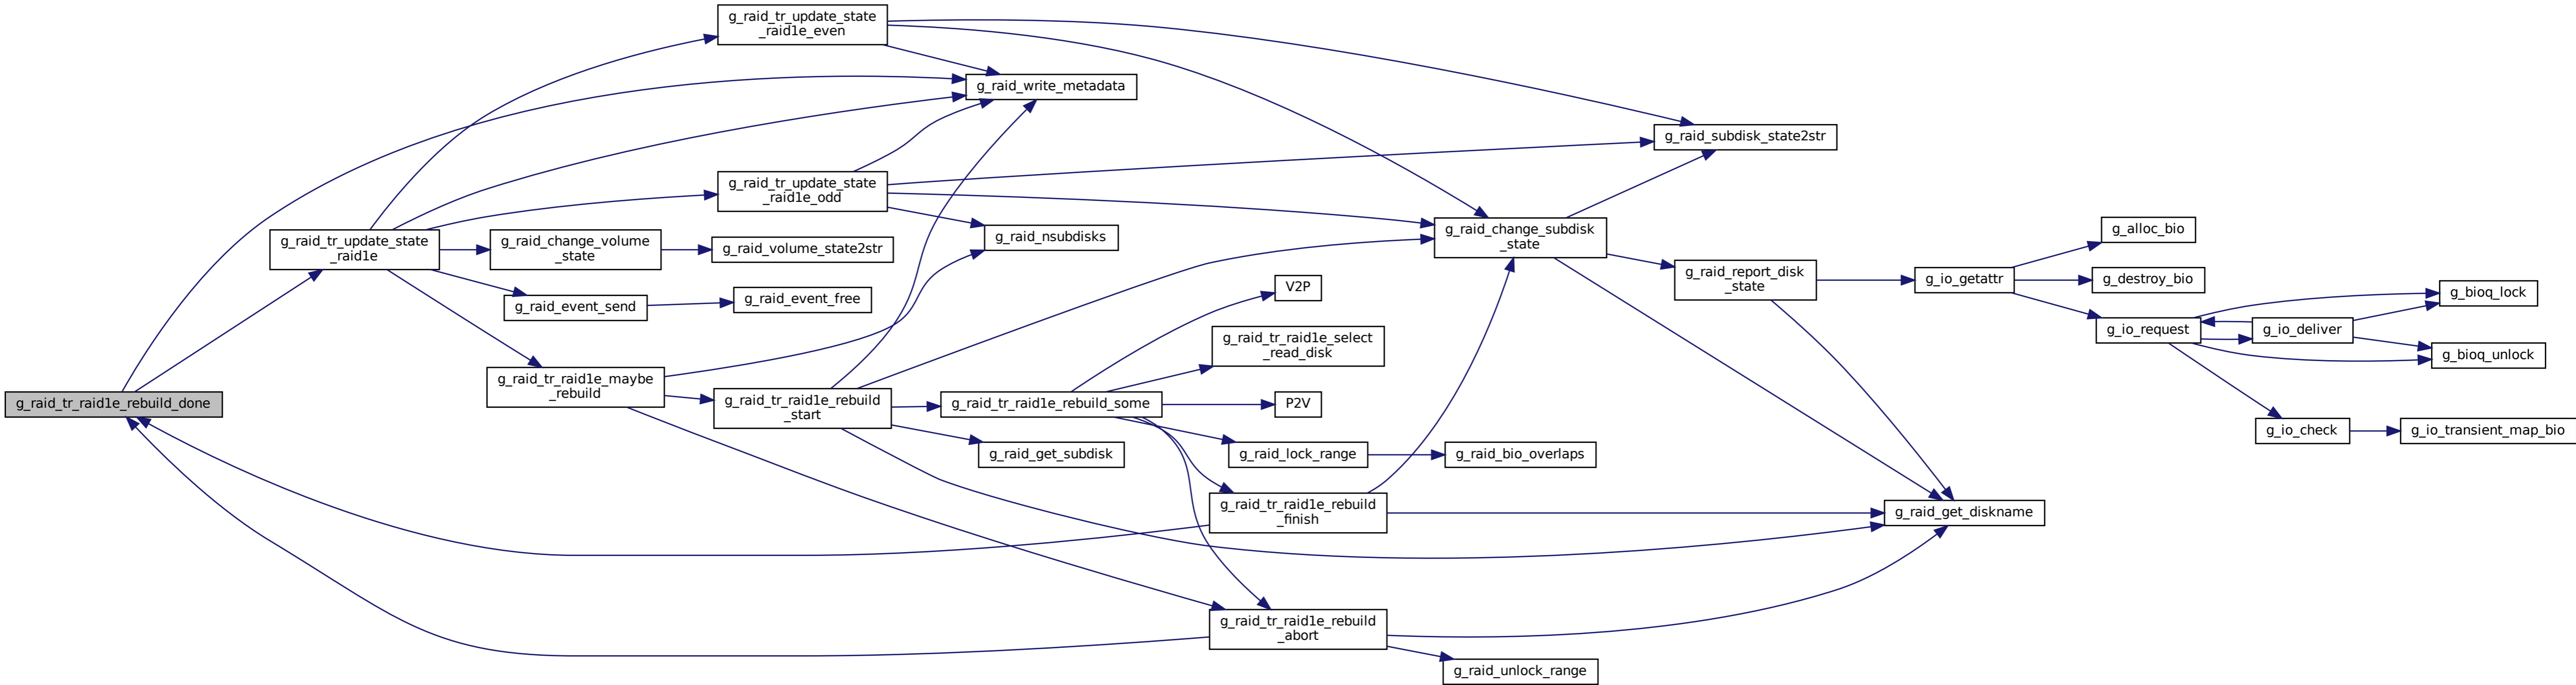 g_raid_tr_raid1e_rebuild_done
g_raid_tr_update_state
_raid1e
g_raid_tr_update_state
_raid1e_even
g_raid_write_metadata
g_raid_tr_update_state
_raid1e_odd
g_raid_change_volume
_state
g_raid_volume_state2str
g_raid_event_send
g_raid_event_free
g_raid_tr_raid1e_maybe
_rebuild
g_raid_nsubdisks
g_raid_tr_raid1e_rebuild
_start
g_raid_tr_raid1e_rebuild_some
g_raid_get_subdisk
V2P
g_raid_tr_raid1e_select
_read_disk
P2V
g_raid_lock_range
g_raid_bio_overlaps
g_raid_tr_raid1e_rebuild
_finish
g_raid_tr_raid1e_rebuild
_abort
g_raid_unlock_range
g_raid_change_subdisk
_state
g_raid_subdisk_state2str
g_raid_report_disk
_state
g_raid_get_diskname
g_io_getattr
g_alloc_bio
g_destroy_bio
g_io_request
g_io_deliver
g_bioq_lock
g_bioq_unlock
g_io_check
g_io_transient_map_bio